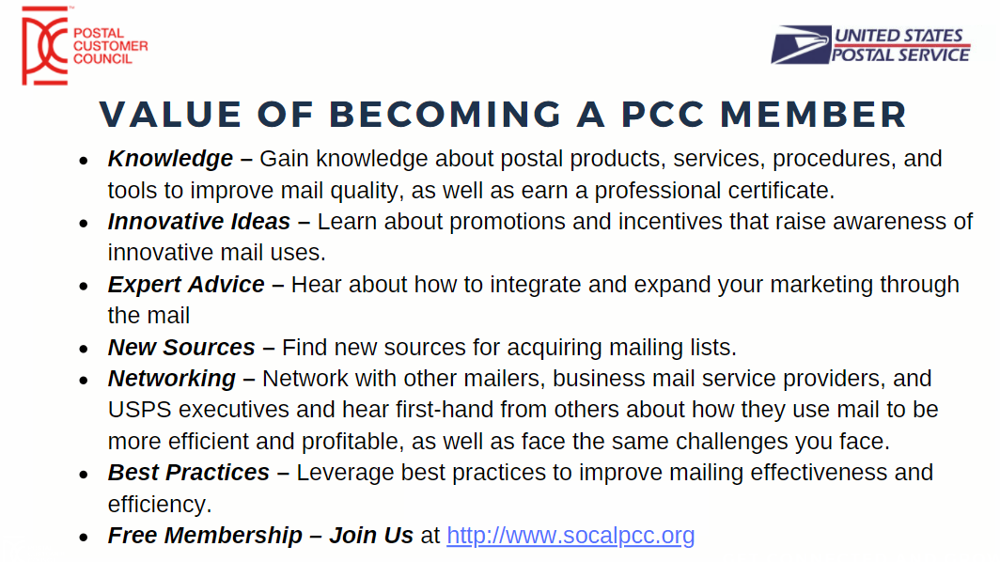 POSTAL
CUSTOMER
COUNCIL
UNITED STATES
POSTAL SERVICE
VALUE OF BECOMING A PCC MEMBER
• Knowledge – Gain knowledge about postal products, services, procedures, and
tools to improve mail quality, as well as earn a professional certificate.
• Innovative Ideas – Learn about promotions and incentives that raise awareness of
innovative mail uses.
• Expert Advice – Hear about how to integrate and expand your marketing through
the mail
• New Sources – Find new sources for acquiring mailing lists.
• Networking – Network with other mailers, business mail service providers, and
USPS executives and hear first-hand from others about how they use mail to be
more efficient and profitable, as well as face the same challenges you face.
• Best Practices – Leverage best practices to improve mailing effectiveness and
efficiency.
• Free Membership – Join Us at http://www.socalpcc.org